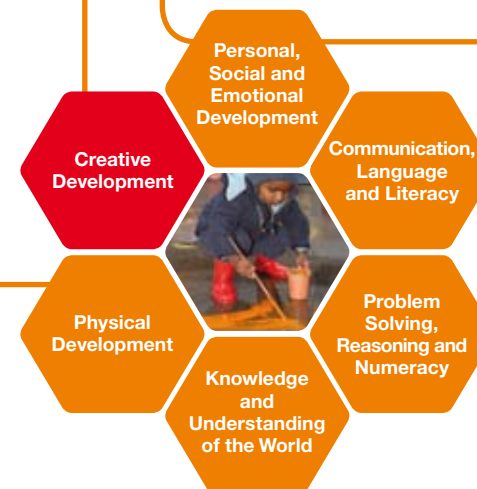 Personal,
Social and
Emotional
Development
Creative
Development
Communication,
Language
and Literacy
Physical
Development
Problem
Solving,
Reasoning and
Numeracy
Knowledge
and
Understanding
of the World